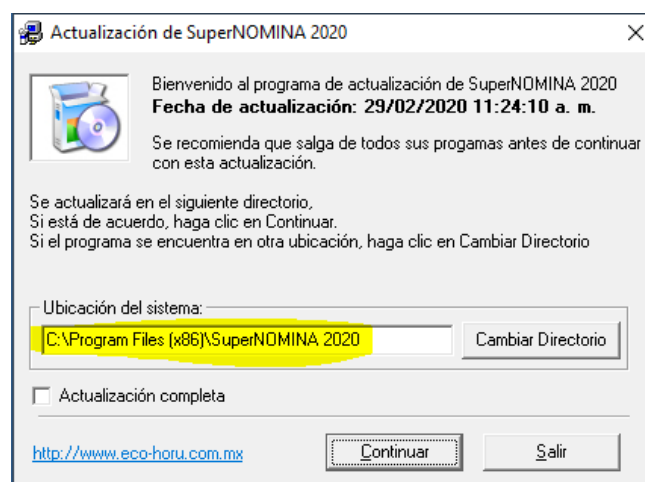 Actualización de SuperNOMINA 2020
Bienvenido al programa de actualización de SuperNOMINA 2020
Fecha de actualización: 29/02/2020 11:24:10 a. m.
Se recomienda que salga de todos sus progamas antes de continuar
con esta actualización.
Se actualizará en el siguiente directorio,
Si está de acuerdo, haga clic en Continuar.
Si el programa se encuentra en otra ubicación, haga clic en Cambiar Directorio
Ubicación del sistema:
C:\Program Files (x86)\SuperNOMINA 2020
Cambiar Directorio
Actualización completa
http://www.eco-horu.com.mx
Continuar
Salir